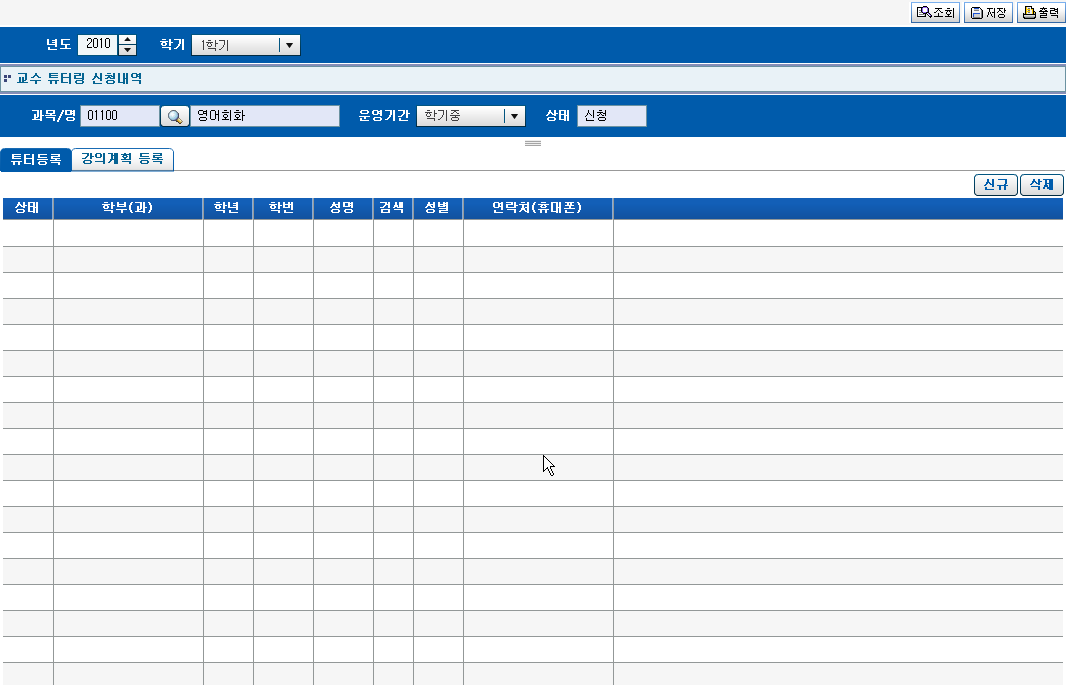 조회 저장 출력
년도 2010 학기 1학기
교수 튜터링 신청내역
과목/명 01100 영어회화 운영기간 학기중 상태 신청
튜터등록 강의계획 등록
신규 삭제
상태 학부(과) 학년 학번 성명 검색 성별 연락처(휴대폰)